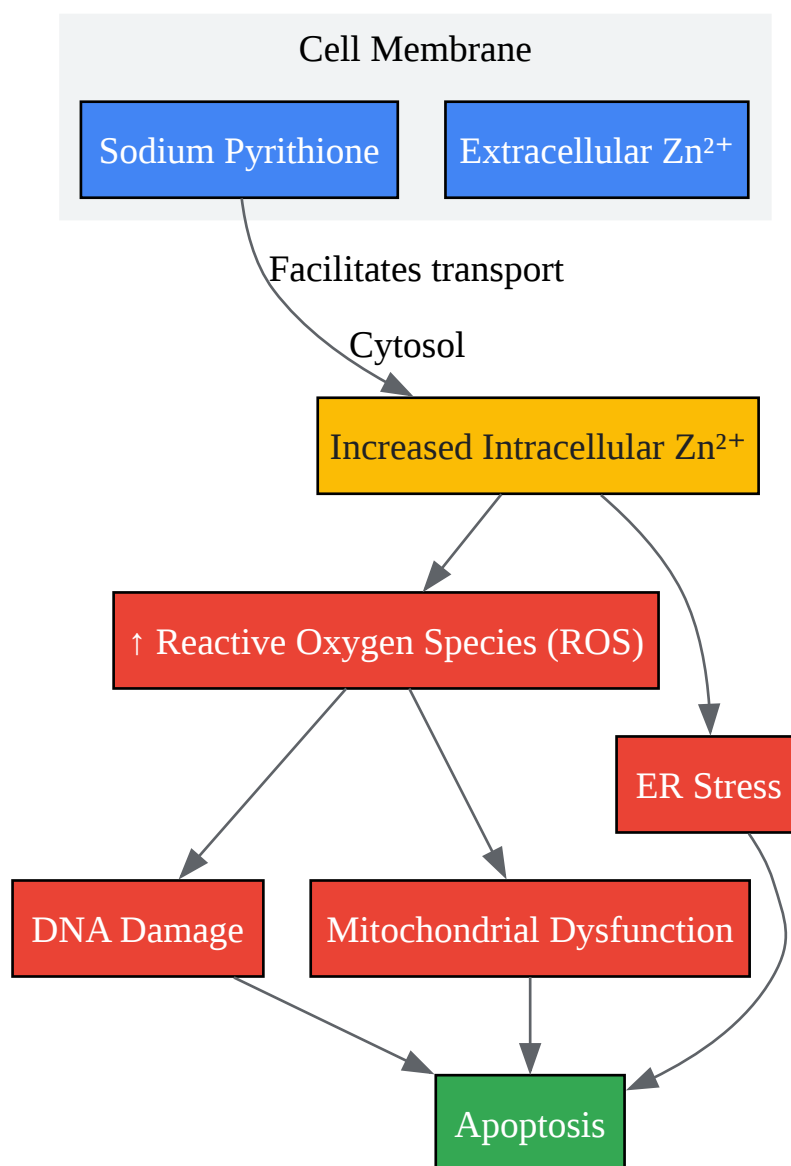 Cell Membrane
Sodium Pyrithione
Extracellular Zn²⁺
Facilitates transport
Cytosol
Increased Intracellular Zn²⁺
↑ Reactive Oxygen Species (ROS)
ER Stress
DNA Damage
Mitochondrial Dysfunction
Apoptosis